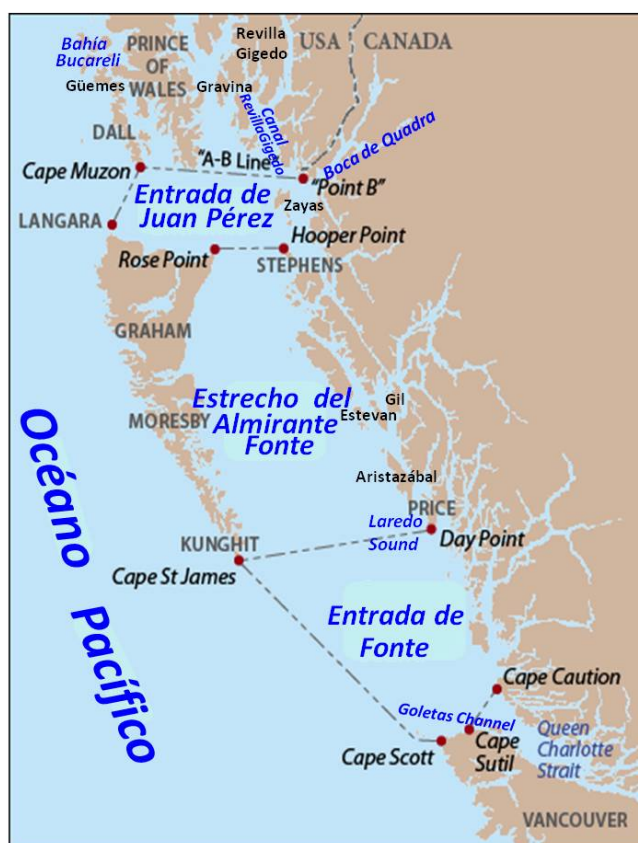 Revilla
Gigedo
USA
CANADA
Bahía
Bucareli
PRINCE
OF
WALES
Güemes
Gravina
Canal
RevillaGigedo
DALL
"A-B Line"
Boca de Quadra
Cape Muzon
"Point B"
Entrada de
Juan Pérez
Zayas
LANGARA
Hooper Point
Rose Point
STEPHENS
GRAHAM
Estrecho del
Almirante
Fonte
Gil
Estevan
MORESBY
Océano Pacífico
Aristazábal
PRICE
Laredo
Sound
Day Point
KUNGHIT
Cape St James
Entrada de
Fonte
Cape Caution
Goletas Channel
Cape Scott
Cape
Sutil
Queen
Charlotte
Strait
VANCOUVER